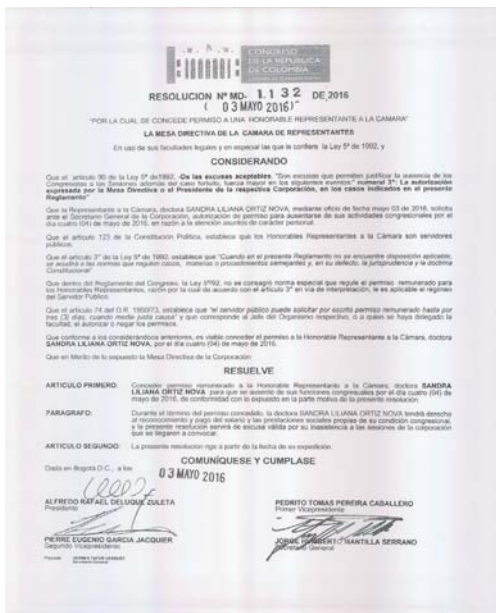 CONGRESO
DE LA REPÚBLICA
DE COLOMBIA
RESOLUCION Nº MD- 1132 DE 2016
( 03 MAYO 2016 )
"POR LA CUAL DE CONCEDE PERMISO A UNA HONORABLE REPRESENTANTE A LA CAMARA"
LA MESA DIRECTIVA DE LA CAMARA DE REPRESENTANTES
En uso de sus facultades legales y en especial las que le confiere la Ley 5ª de 1992, y
CONSIDERANDO
Que el artículo 90 de la Ley 5ª de1992, -De las excusas aceptables. "Son excusas que permiten justificar la ausencia de los
Congresistas a las Sesiones además del caso fortuito, fuerza mayor en los siguientes eventos:" numeral 3º: La autorización
expresada por la Mesa Directiva o el Presidente de la respectiva Corporación, en los casos indicados en el presente
Reglamento"
Que la Representante a la Cámara, doctora SANDRA LILIANA ORTIZ NOVA, mediante oficio de fecha mayo 03 de 2016, solicita
ante el Secretario General de la Corporación, autorización de permiso para ausentarse de sus actividades congresionales por el
día cuatro (04) de mayo de 2016, en razón a la atención asuntos de carácter personal.
Que el artículo 123 de la Constitución Política, establece que los Honorables Representantes a la Cámara son servidores
públicos.
Que el artículo 3º de la Ley 5ª de 1992, establece que "Cuando en el presente Reglamento no se encuentre disposición aplicable,
se acudirá a las normas que regulen casos, materias o procedimientos semejantes y, en su defecto, la jurisprudencia y la doctrina
Constitucional"
Que dentro del Reglamento del Congreso, la Ley 5ª/92, no se consagró norma especial que regule el permiso remunerado para
los Honorables Representantes, razón por la cual de acuerdo con el artículo 3º en vía de interpretación, le es aplicable el régimen
del Servidor Público.
Que el artículo 74 del D.R. 1950/73, establece que "el servidor público puede solicitar por escrito permiso remunerado hasta por
tres (3) días, cuando medie justa causa" y que corresponde al Jefe del Organismo respectivo, o a quien se haya delegado la
facultad, el autorizar o negar los permisos.
Que conforme a los considerándoos anteriores, es viable conceder el permiso a la Honorable Representante a la Cámara, doctora
SANDRA LILIANA ORTIZ NOVA, por el día cuatro (04) de mayo de 2016.
Que en Mérito de lo expuesto la Mesa Directiva de la Corporación
RESUELVE
ARTICULO PRIMERO: Conceder permiso remunerado a la Honorable Representante a la Cámara, doctora SANDRA
LILIANA ORTIZ NOVA para que se ausente de sus funciones congresuales por el día cuatro (04) de
mayo de 2016, de conformidad con lo expuesto en la parte motiva de la presente resolución.
PARAGRAFO: Durante el término del permiso concedido, la doctora SANDRA LILIANA ORTIZ NOVA tendrá derecho
al reconocimiento y pago del salario y las prestaciones sociales propias de su condición congresional,
y la presente resolución servirá de excusa válida por su inasistencia a las sesiones de la corporación
que se llegaren a convocar.
ARTICULO SEGUNDO: La presente resolución rige a partir de la fecha de su expedición.
COMUNÍQUESE Y CUMPLASE
Dada en Bogotá D.C., a los
03 MAYO 2016
ALFREDO RAFAEL DELUQUE ZULETA
Presidente
PEDRITO TOMAS PEREIRA CABALLERO
Primer Vicepresidente
PIERRE EUGENIO GARCIA JACQUIER
Segundo Vicepresidente
JORGE HUMBERTO MANTILLA SERRANO
Secretario General